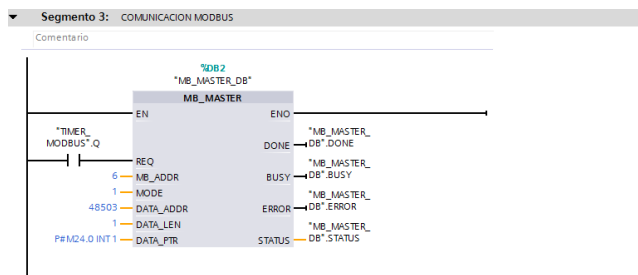 Segmento 3: COMUNICACION MODBUS
Comentario
%DB2
"MB_MASTER_DB"
MB_MASTER
EN ENO
"TIMER_
MODBUS".Q
REQ
6 MB_ADDR
1 MODE
48503 DATA_ADDR
1 DATA_LEN
P#M24.0 INT 1 DATA_PTR
"MB_MASTER_
DONE DB".DONE
"MB_MASTER_
BUSY DB".BUSY
"MB_MASTER_
ERROR DB".ERROR
"MB_MASTER_
STATUS DB".STATUS